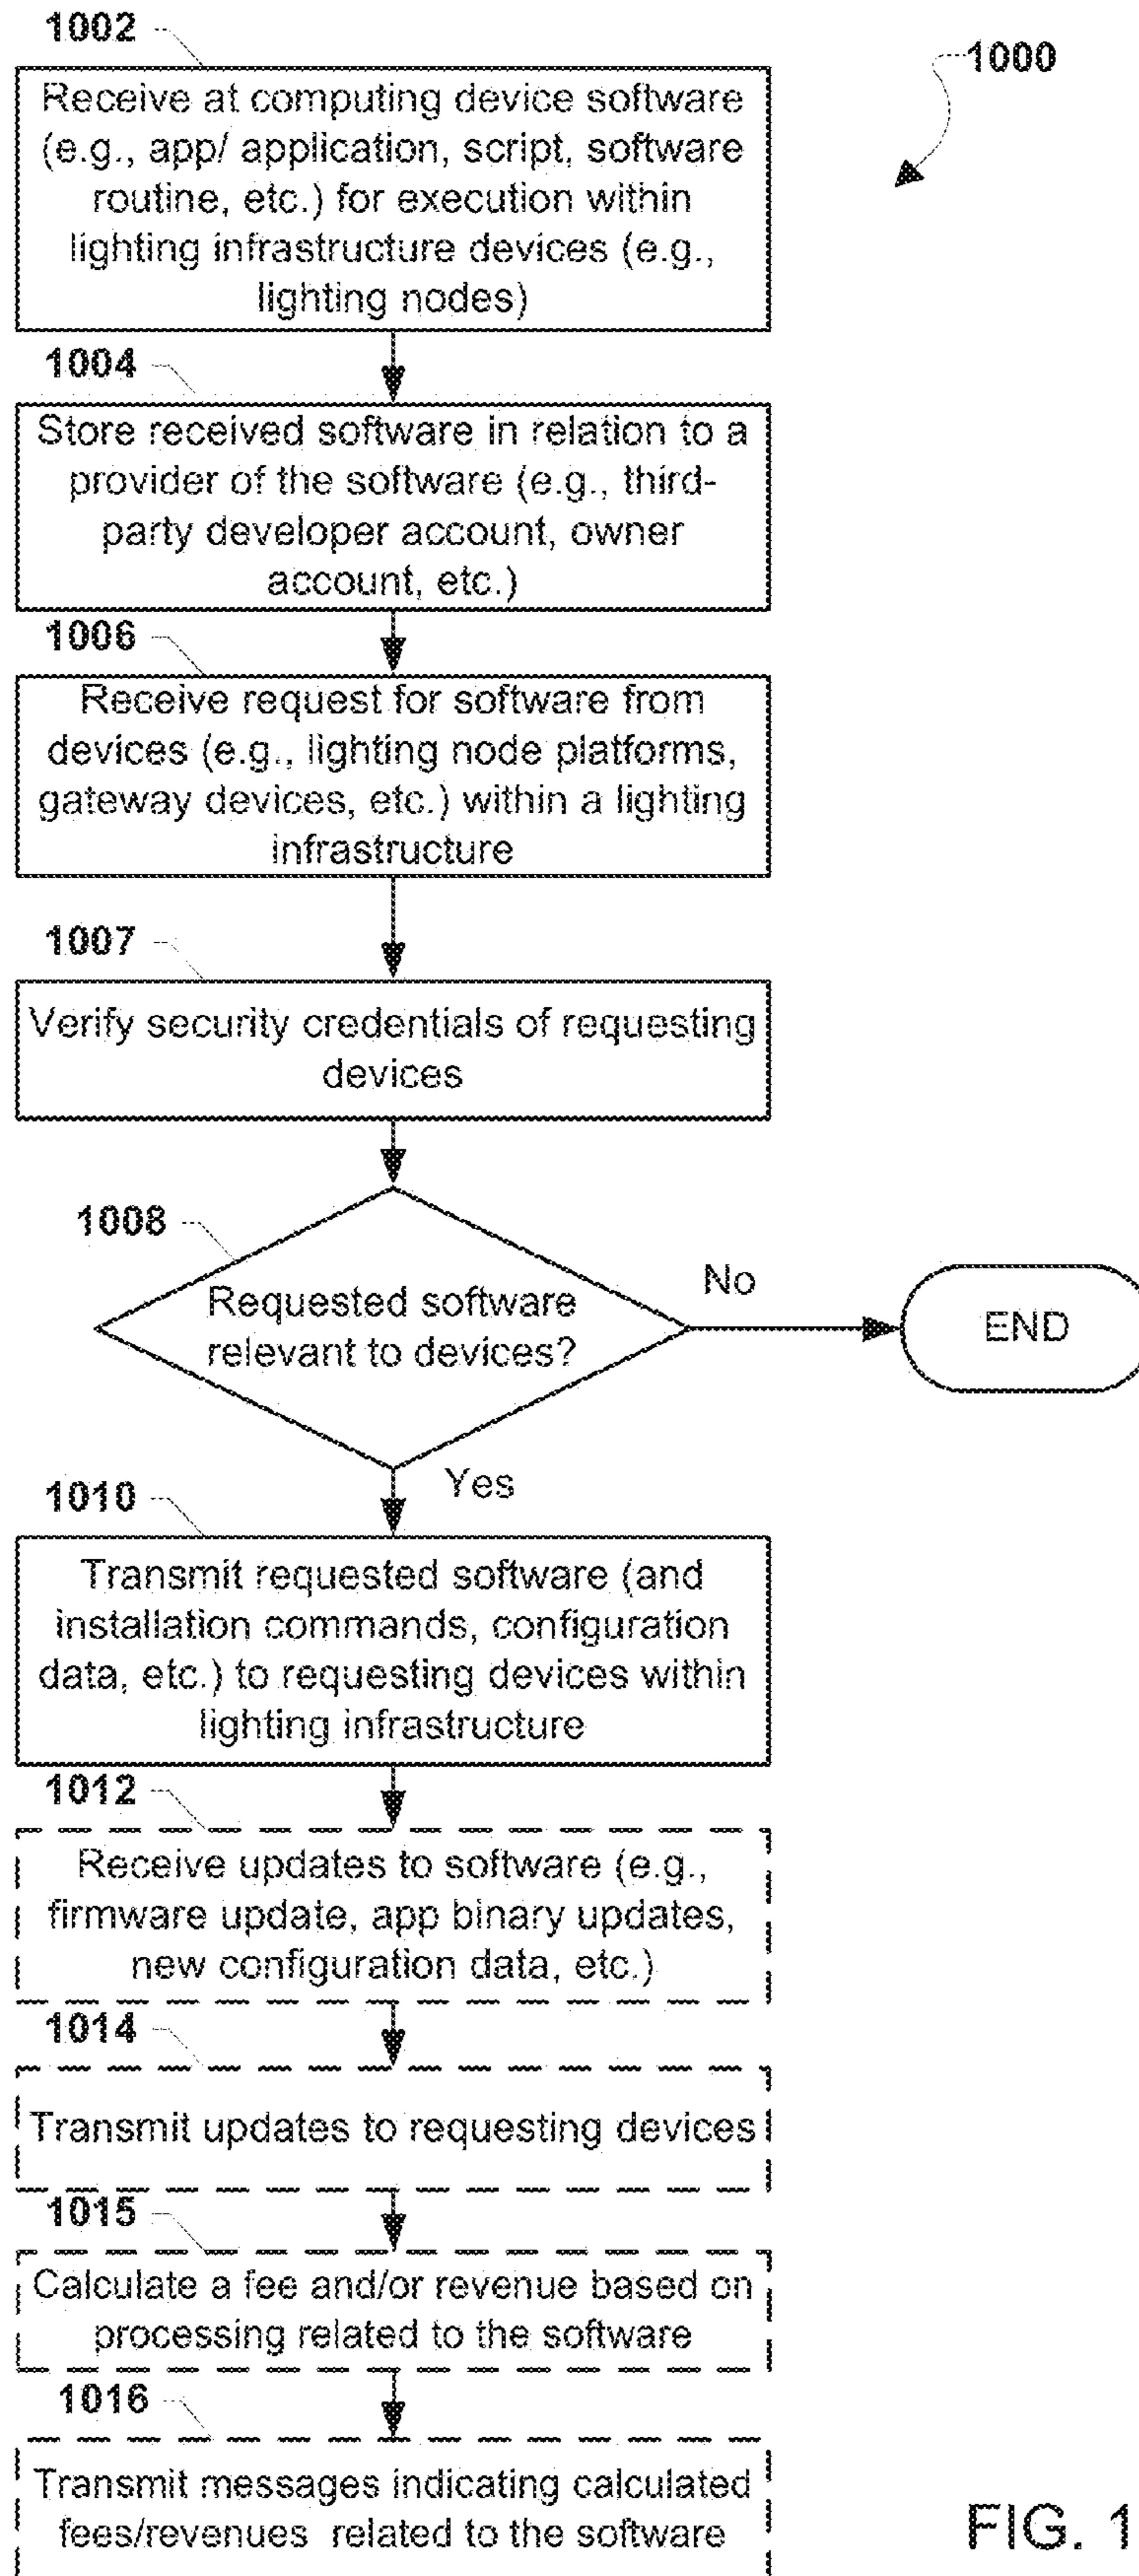 1002
1000
Receive at computing device software
(e.g., app/ application, script, software
routine, etc.) for execution within
lighting infrastructure devices (e.g.,
lighting nodes)
1004
Store received software in relation to a
provider of the software (e.g., third-
party developer account, owner
account, etc.)
1006
Receive request for software from
devices (e.g., lighting node platforms,
gateway devices, etc.) within a lighting
infrastructure
1007
Verify security credentials of requesting
devices
1008
Requested software
relevant to devices?
No
END
Yes
1010
Transmit requested software (and
installation commands, configuration
data, etc.) to requesting devices within
lighting infrastructure
1012
Receive updates to software (e.g.,
firmware update, app binary updates,
new configuration data, etc.)
1014
Transmit updates to requesting devices
1015
Calculate a fee and/or revenue based on
processing related to the software
1016
Transmit messages indicating calculated
fees/revenues related to the software
FIG. 1